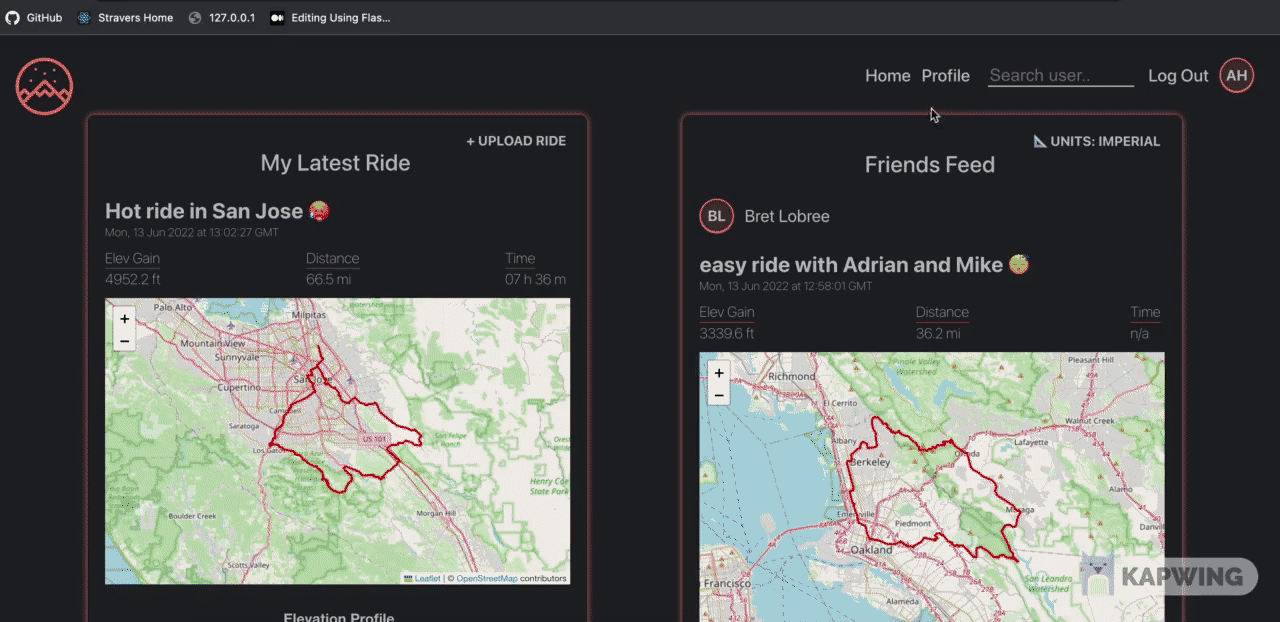 GitHub
Stravers Home
127.0.0.1
Editing Using Flas...
Home
Profile
Search user..
Log Out
AH
+ UPLOAD RIDE
My Latest Ride
Hot ride in San Jose
Mon, 13 Jun 2022 at 13:02:27 GMT
Elev Gain Distance Time
4952.2 ft 66.5 mi 07 h 36 m
+
−
Palo Alto
Milpitas
Mountain View
Sunnyvale
Cupertino
San Jose
Campbell
Saratoga
US 101
Los Gatos
San Felipe
Ranch
Henry Coe
State Park
Boulder Creek
Morgan Hill
Scotts Valley
Leaflet | © OpenStreetMap contributors
Elevation Profile
UNITS: IMPERIAL
Friends Feed
BL
Bret Lobree
easy ride with Adrian and Mike
Mon, 13 Jun 2022 at 12:58:01 GMT
Elev Gain Distance Time
3339.6 ft 36.2 mi n/a
+
−
Pinole Valley
Watershed
Pleasant Hill
Richmond
El Cerrito
Walnut Creek
Albany
Lafayette
Orinda
Berkeley
Alamo
Emeryville
Moraga
Piedmont
Danvil
Oakland
San Leandro
Watershed
Francisco
Alameda
KAPWING